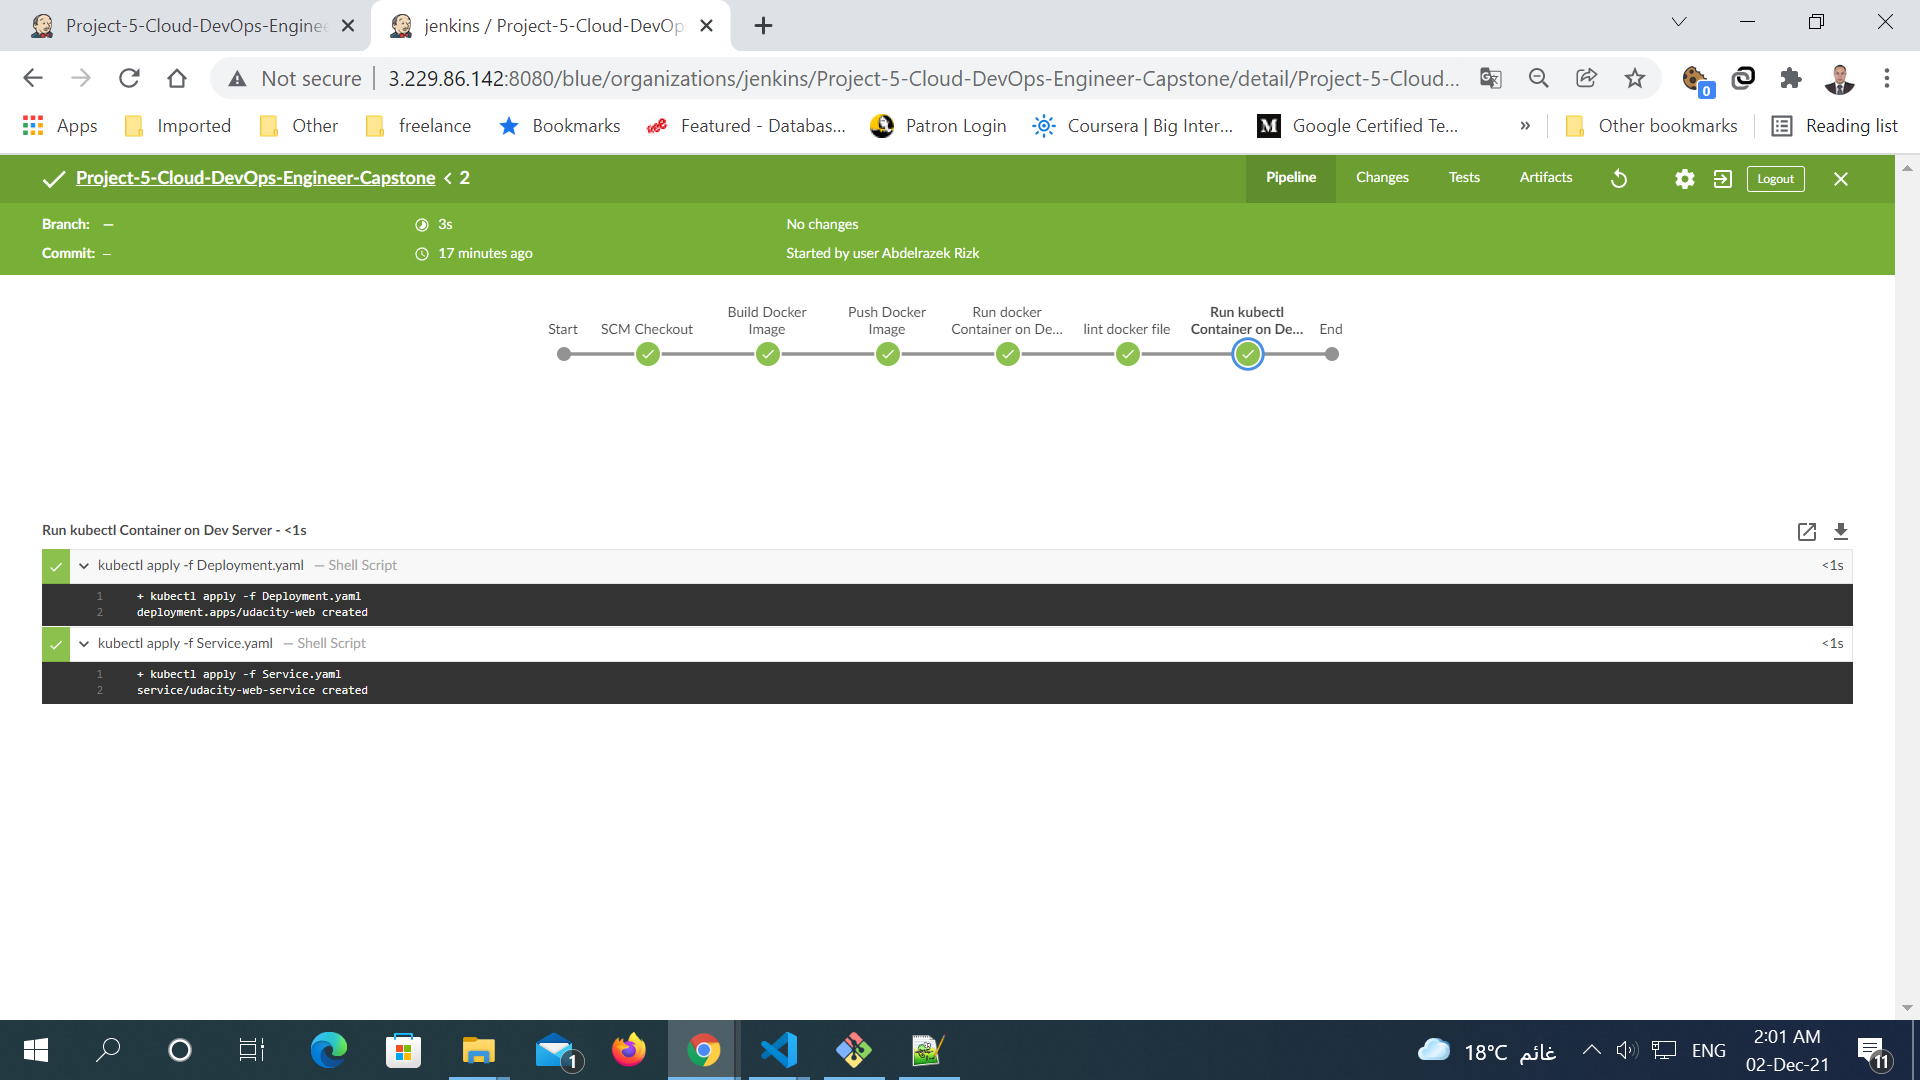 Project-5-Cloud-DevOps-Enginee
jenkins / Project-5-Cloud-DevOp
Not secure
3.229.86.142:8080/blue/organizations/jenkins/Project-5-Cloud-DevOps-Engineer-Capstone/detail/Project-5-Cloud...
0
Apps
Imported
Other
freelance
Bookmarks
Featured - Databas...
Patron Login
Coursera | Big Inter...
M
Google Certified Te...
»
Other bookmarks
Reading list
Project-5-Cloud-DevOps-Engineer-Capstone < 2
Pipeline
Changes
Tests
Artifacts
Logout
Branch: —
3s
No changes
Commit: —
17 minutes ago
Started by user Abdelrazek Rizk
Start
SCM Checkout
Build Docker
Image
Push Docker
Image
Run docker
Container on De...
lint docker file
Run kubectl
Container on De...
End
Run kubectl Container on Dev Server - <1s
kubectl apply -f Deployment.yaml — Shell Script
<1s
1 + kubectl apply -f Deployment.yaml
2 deployment.apps/udacity-web created
kubectl apply -f Service.yaml — Shell Script
<1s
1 + kubectl apply -f Service.yaml
2 service/udacity-web-service created
1
18°C غائم
ENG
2:01 AM
02-Dec-21
11